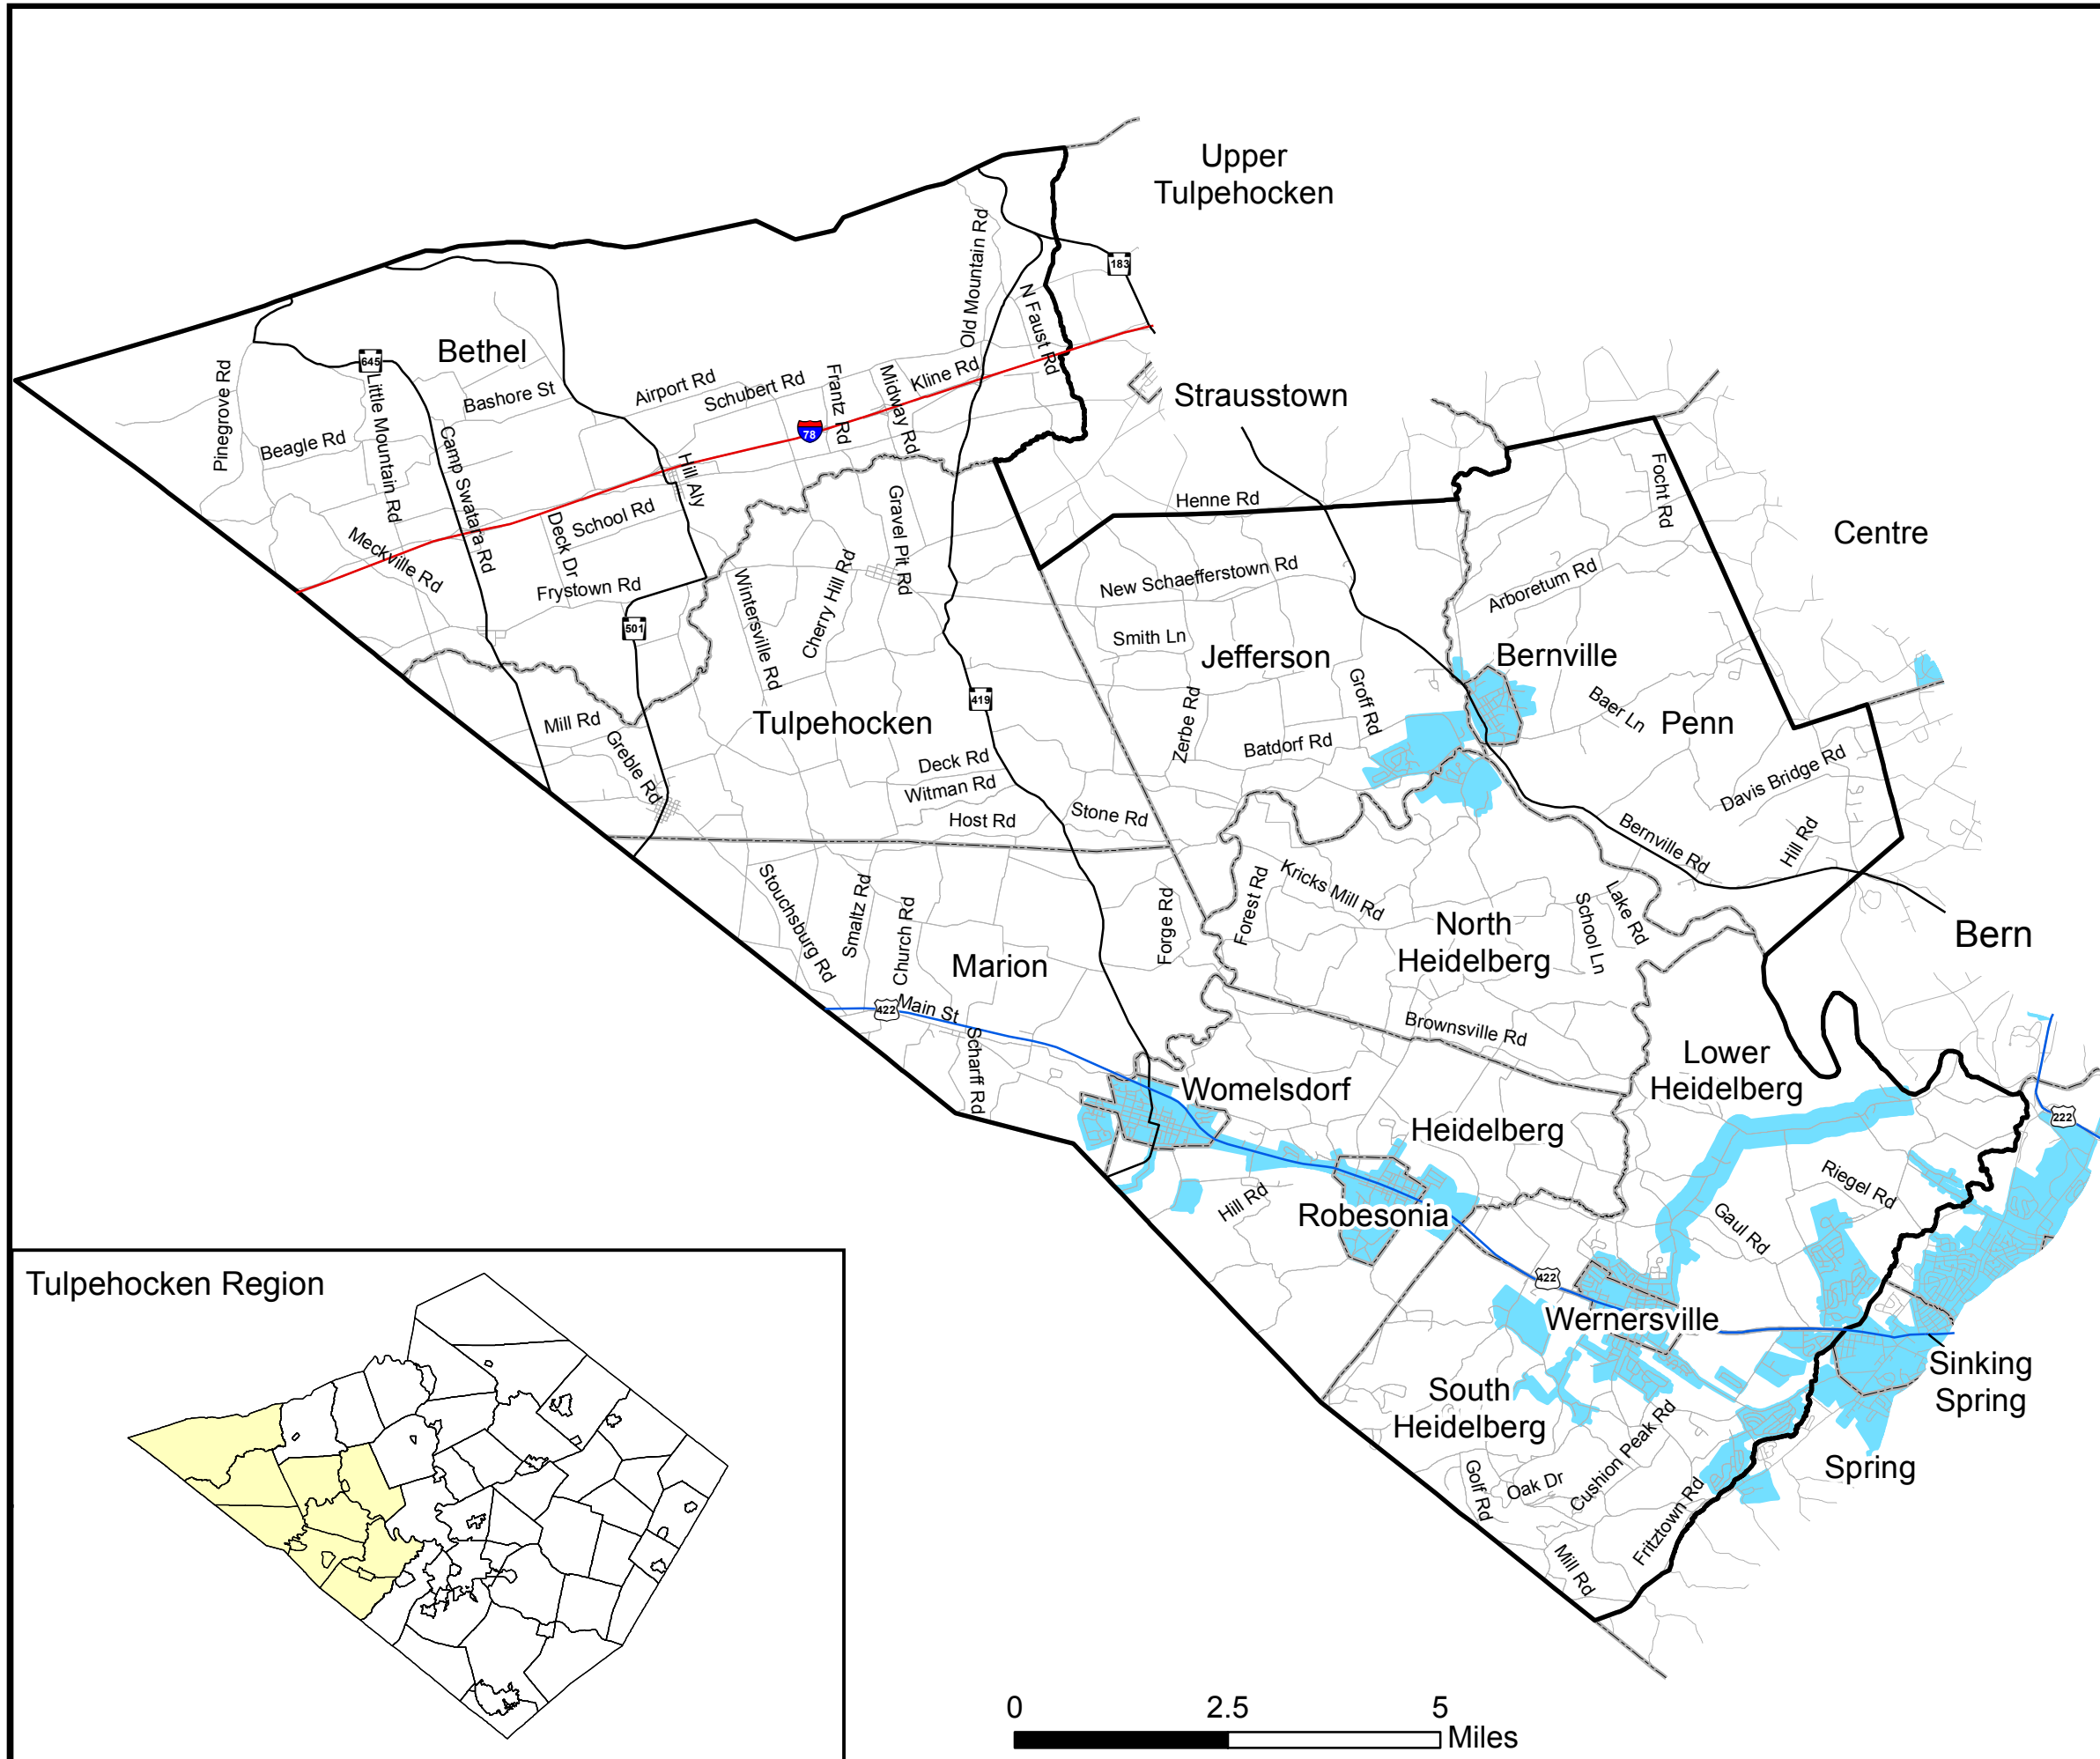 Upper
Tulpehocken
183
Old Mountain Rd
N Faust Rd
Bethel
645
Pinegrove Rd
Little Mountain Rd
Bashore St
Airport Rd
Schubert Rd
Frantz Rd
Midway Rd
Kline Rd
Strausstown
Beagle Rd
Camp Swatara Rd
78
Hill Aly
Focht Rd
Henne Rd
Centre
Meckville Rd
Deck Dr
School Rd
Gravel Pit Rd
Frystown Rd
Wintersville Rd
Cherry Hill Rd
New Schaefferstown Rd
Arboretum Rd
501
Smith Ln
Jefferson
Bernville
419
Zerbe Rd
Groff Rd
Baer Ln
Penn
Mill Rd
Greble Rd
Tulpehocken
Deck Rd
Witman Rd
Batdorf Rd
Davis Bridge Rd
Host Rd
Stone Rd
Bernville Rd
Hill Rd
Stouchsburg Rd
Smaltz Rd
Church Rd
Forge Rd
Forest Rd
Kricks Mill Rd
North
Heidelberg
School Ln
Lake Rd
Bern
Marion
422
Main St
Scharff Rd
Brownsville Rd
Lower
Heidelberg
Womelsdorf
Heidelberg
222
Hill Rd
Robesonia
Riegel Rd
Gaul Rd
422
Wernersville
Sinking
Spring
South
Heidelberg
Spring
Golf Rd
Oak Dr
Cushion Peak Rd
Fritztown Rd
Mill Rd
Tulpehocken Region
0
2.5
5
Miles